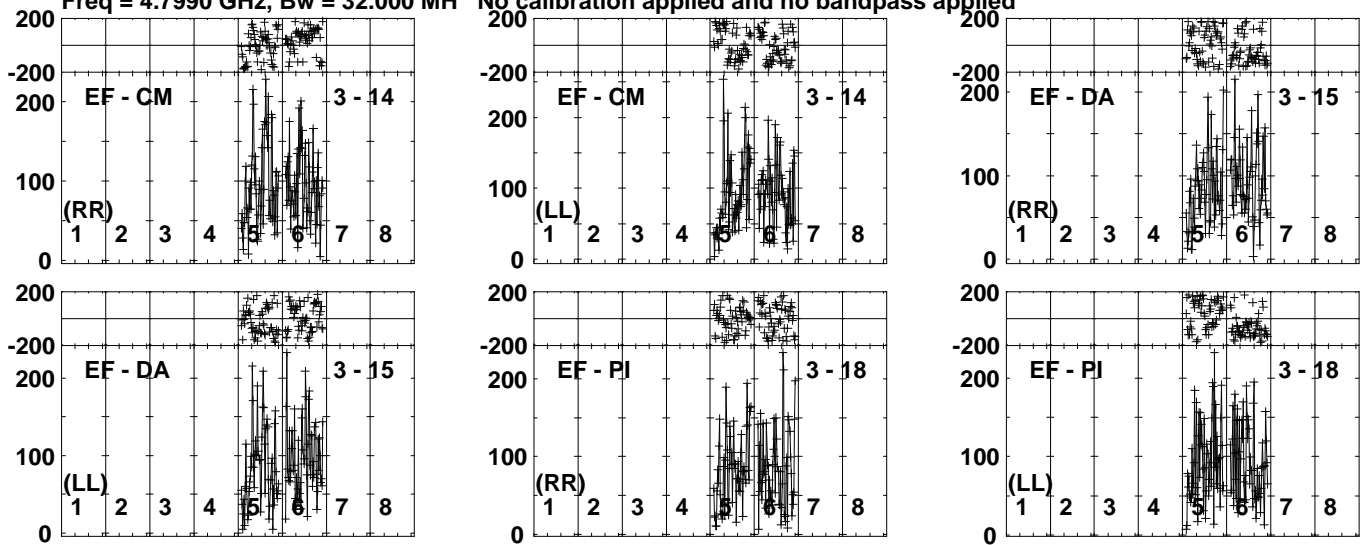 Freq = 4.7990 GHz, Bw = 32.000 MH No calibration applied and no bandpass applied
200 200 200
-200 -200 -200
EF - CM 3 - 14 EF - CM 3 - 14 EF - DA 3 - 15
200 200 200
100 100 100
(RR) (LL) (RR)
1 2 3 4 5 6 7 8 1 2 3 4 5 6 7 8 1 2 3 4 5 6 7 8
0 0 0
200 200 200
-200 -200 -200
EF - DA 3 - 15 EF - PI 3 - 18 EF - PI 3 - 18
200 200 200
100 100 100
(LL) (RR) (LL)
1 2 3 4 5 6 7 8 1 2 3 4 5 6 7 8 1 2 3 4 5 6 7 8
0 0 0